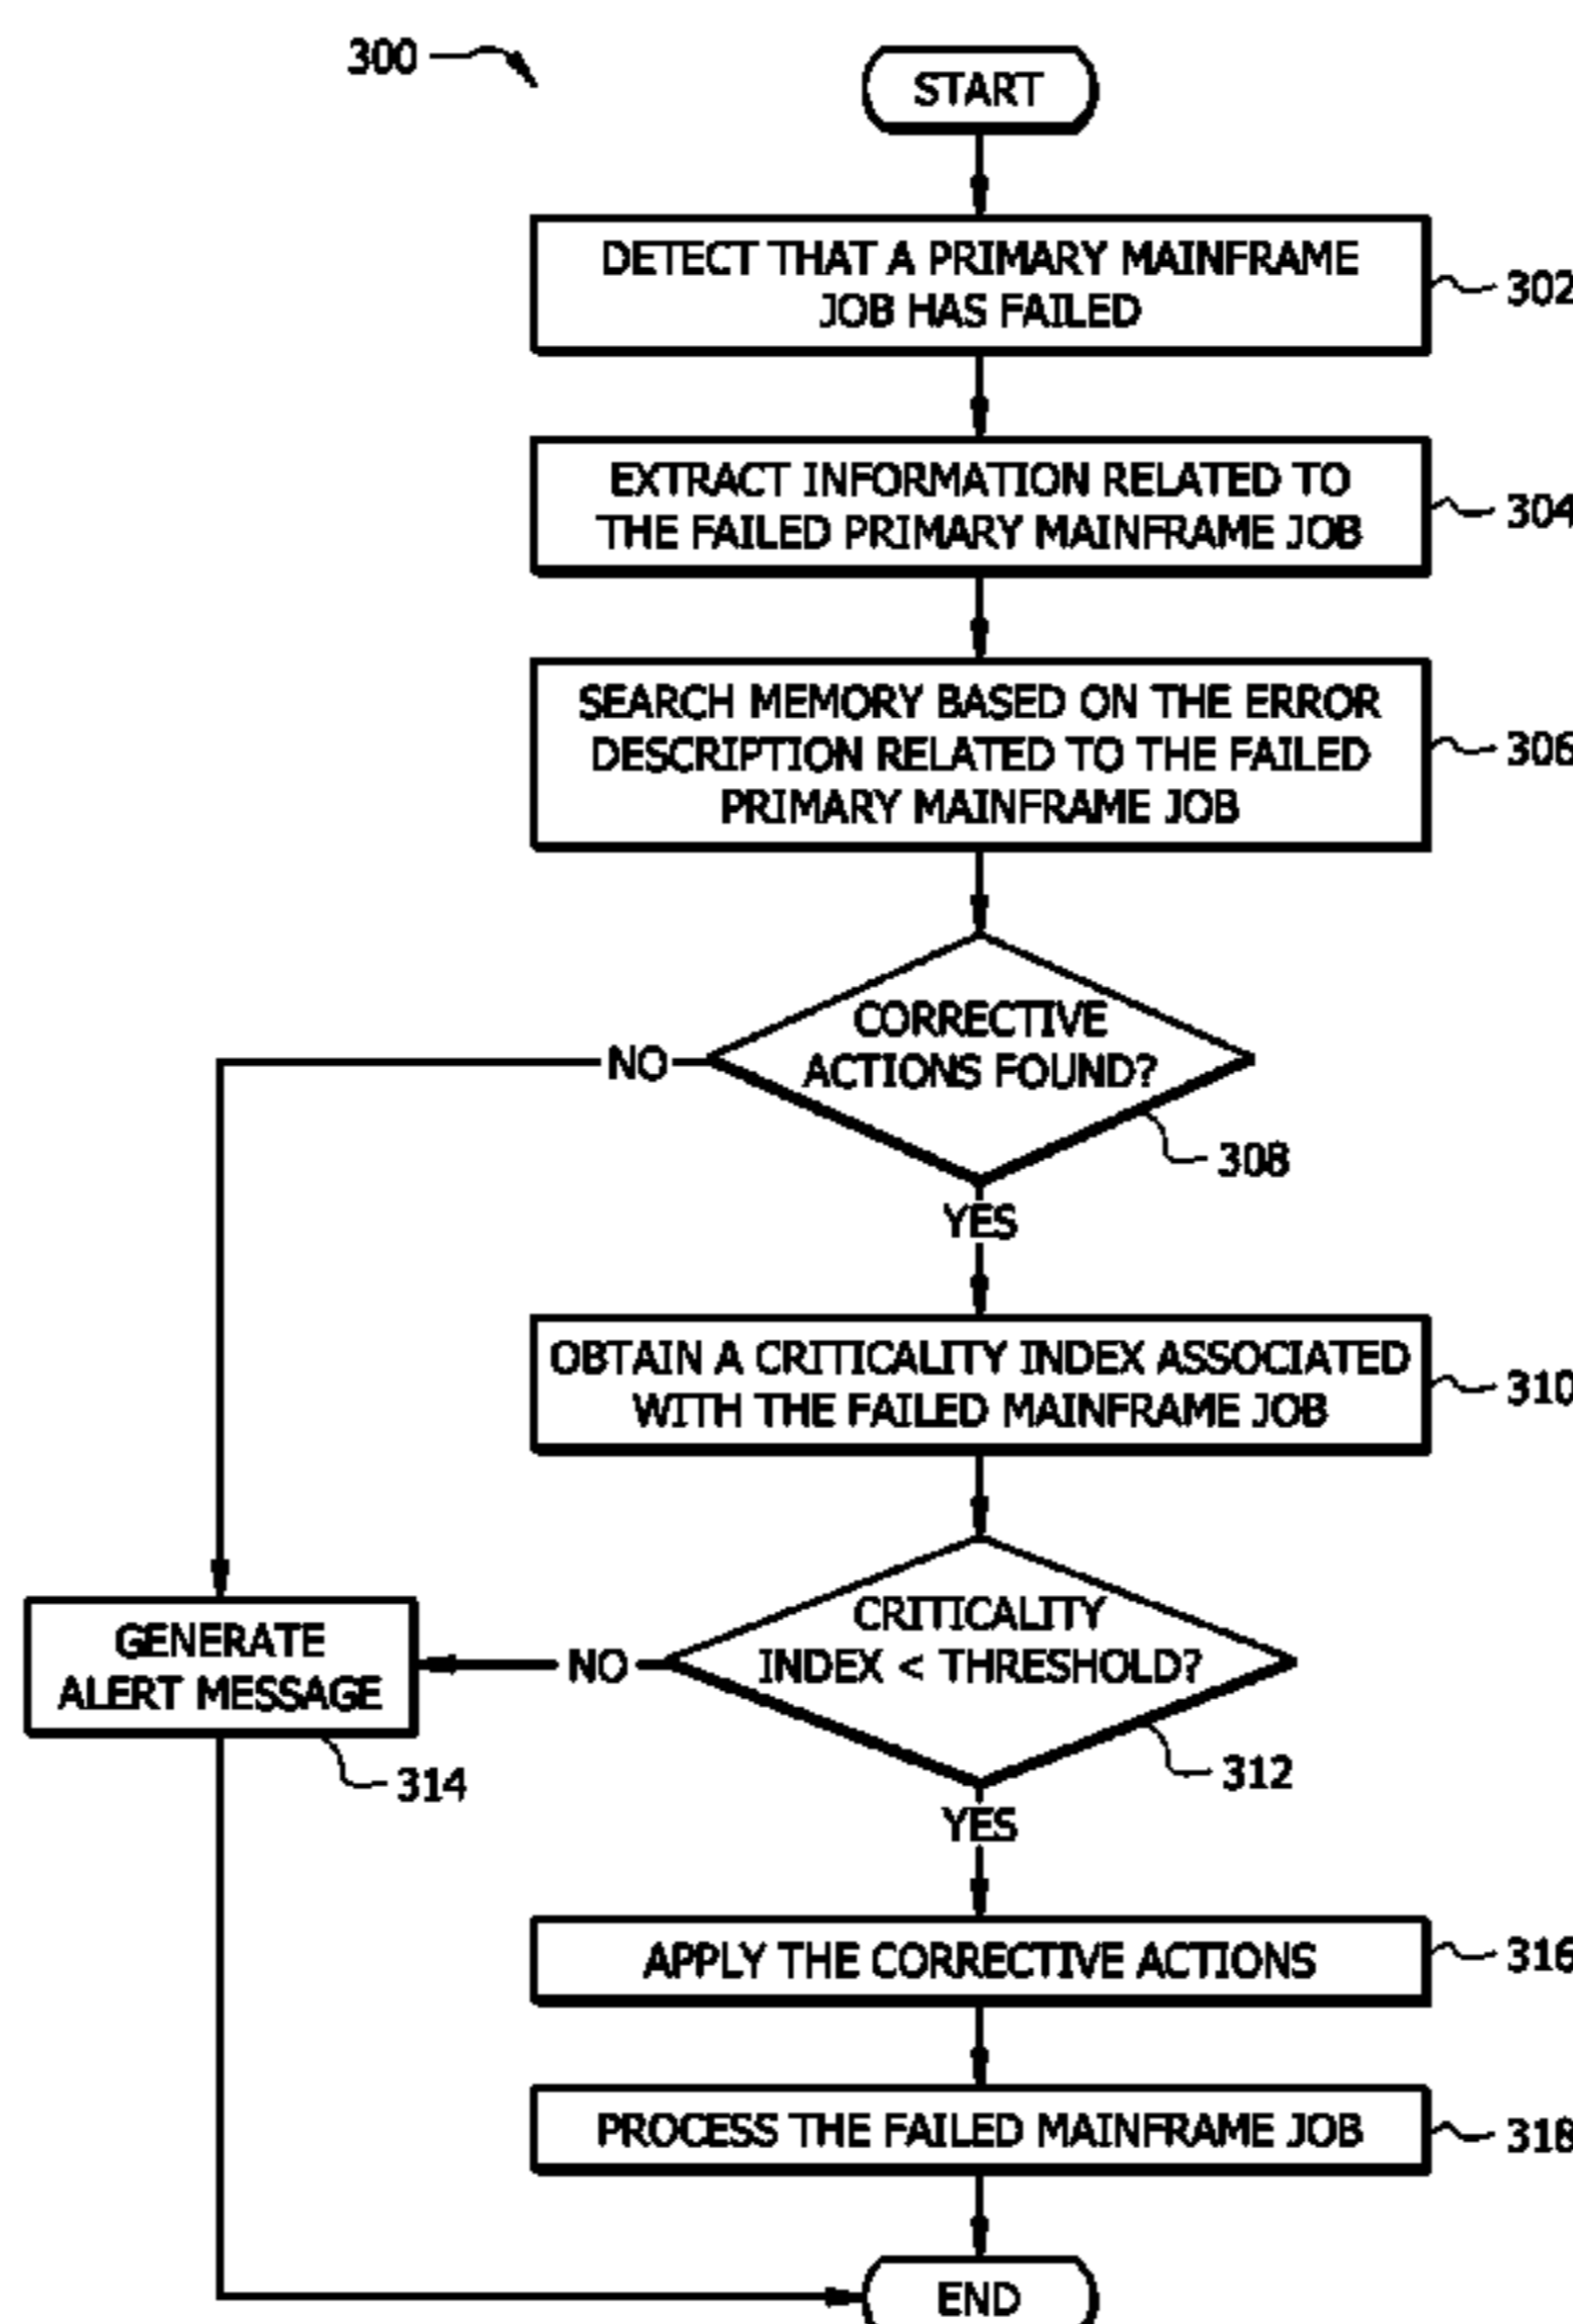 300
START
DETECT THAT A PRIMARY MAINFRAME
JOB HAS FAILED
302
EXTRACT INFORMATION RELATED TO
THE FAILED PRIMARY MAINFRAME JOB
304
SEARCH MEMORY BASED ON THE ERROR
DESCRIPTION RELATED TO THE FAILED
PRIMARY MAINFRAME JOB
306
CORRECTIVE
ACTIONS FOUND?
NO
308
YES
OBTAIN A CRITICALITY INDEX ASSOCIATED
WITH THE FAILED MAINFRAME JOB
310
CRITICALITY
INDEX < THRESHOLD?
NO
GENERATE
ALERT MESSAGE
314
312
YES
APPLY THE CORRECTIVE ACTIONS
316
PROCESS THE FAILED MAINFRAME JOB
318
END